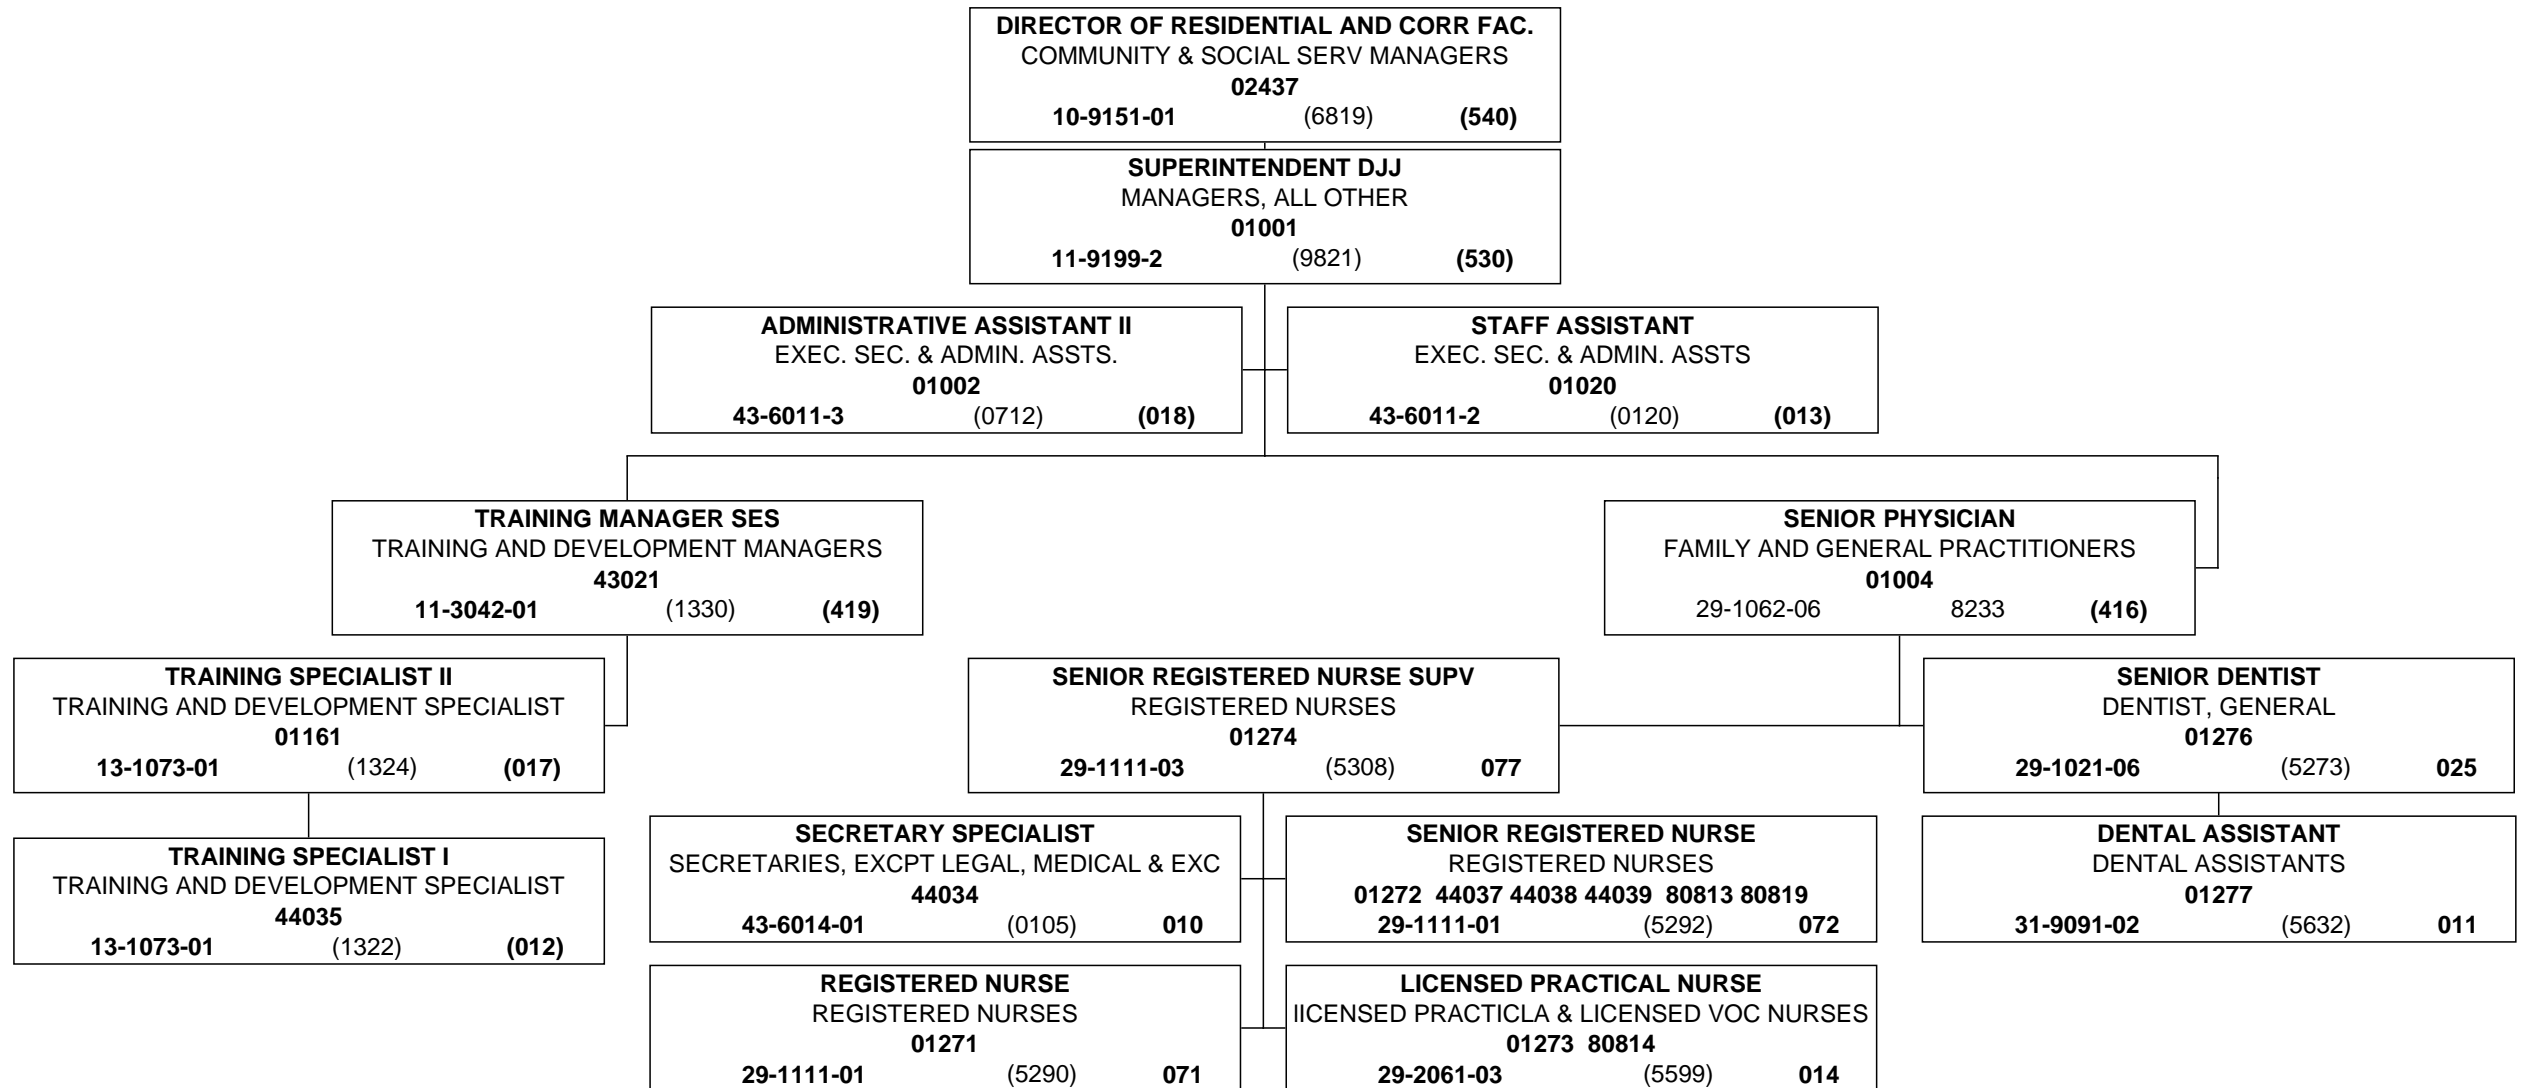 DIRECTOR OF RESIDENTIAL AND CORR FAC.
COMMUNITY & SOCIAL SERV MANAGERS
02437
10-9151-01 (6819) (540)
SUPERINTENDENT DJJ
MANAGERS, ALL OTHER
01001
11-9199-2 (9821) (530)
ADMINISTRATIVE ASSISTANT II
EXEC. SEC. & ADMIN. ASSTS.
01002
43-6011-3 (0712) (018)
STAFF ASSISTANT
EXEC. SEC. & ADMIN. ASSTS
01020
43-6011-2 (0120) (013)
TRAINING MANAGER SES
TRAINING AND DEVELOPMENT MANAGERS
43021
11-3042-01 (1330) (419)
SENIOR PHYSICIAN
FAMILY AND GENERAL PRACTITIONERS
01004
29-1062-06 8233 (416)
TRAINING SPECIALIST II
TRAINING AND DEVELOPMENT SPECIALIST
01161
13-1073-01 (1324) (017)
SENIOR REGISTERED NURSE SUPV
REGISTERED NURSES
01274
29-1111-03 (5308) 077
SENIOR DENTIST
DENTIST, GENERAL
01276
29-1021-06 (5273) 025
TRAINING SPECIALIST I
TRAINING AND DEVELOPMENT SPECIALIST
44035
13-1073-01 (1322) (012)
SECRETARY SPECIALIST
SECRETARIES, EXCPT LEGAL, MEDICAL & EXC
44034
43-6014-01 (0105) 010
SENIOR REGISTERED NURSE
REGISTERED NURSES
01272 44037 44038 44039 80813 80819
29-1111-01 (5292) 072
DENTAL ASSISTANT
DENTAL ASSISTANTS
01277
31-9091-02 (5632) 011
REGISTERED NURSE
REGISTERED NURSES
01271
29-1111-01 (5290) 071
LICENSED PRACTICAL NURSE
lICENSED PRACTICLA & LICENSED VOC NURSES
01273 80814
29-2061-03 (5599) 014